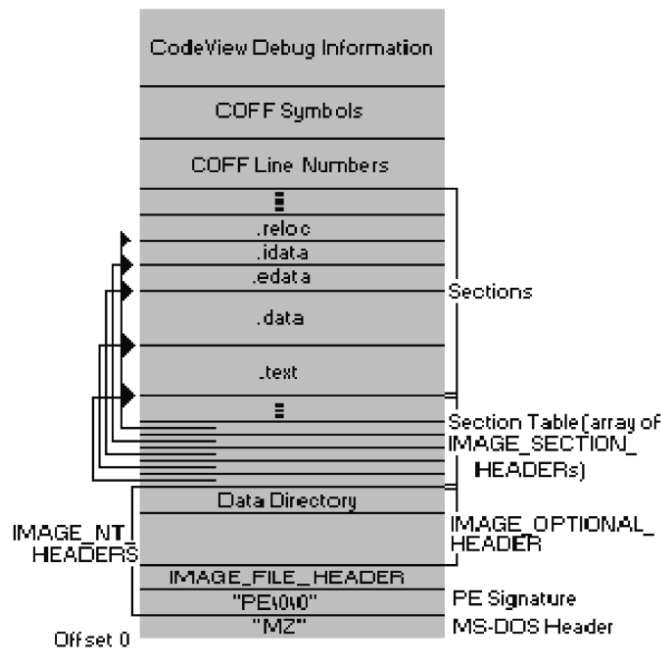 CodeView Debug Information
COFF Symbols
COFF Line Numbers
.reloc
.idata
.edata
Sections
.data
.text
Section Table(array of
IMAGE_SECTION_
HEADERs)
Data Directory
IMAGE_NT_
HEADERS
IMAGE_OPTIONAL_
HEADER
IMAGE_FILE_HEADER
"PE\0\0"
PE Signature
"MZ"
MS-DOS Header
Offset 0